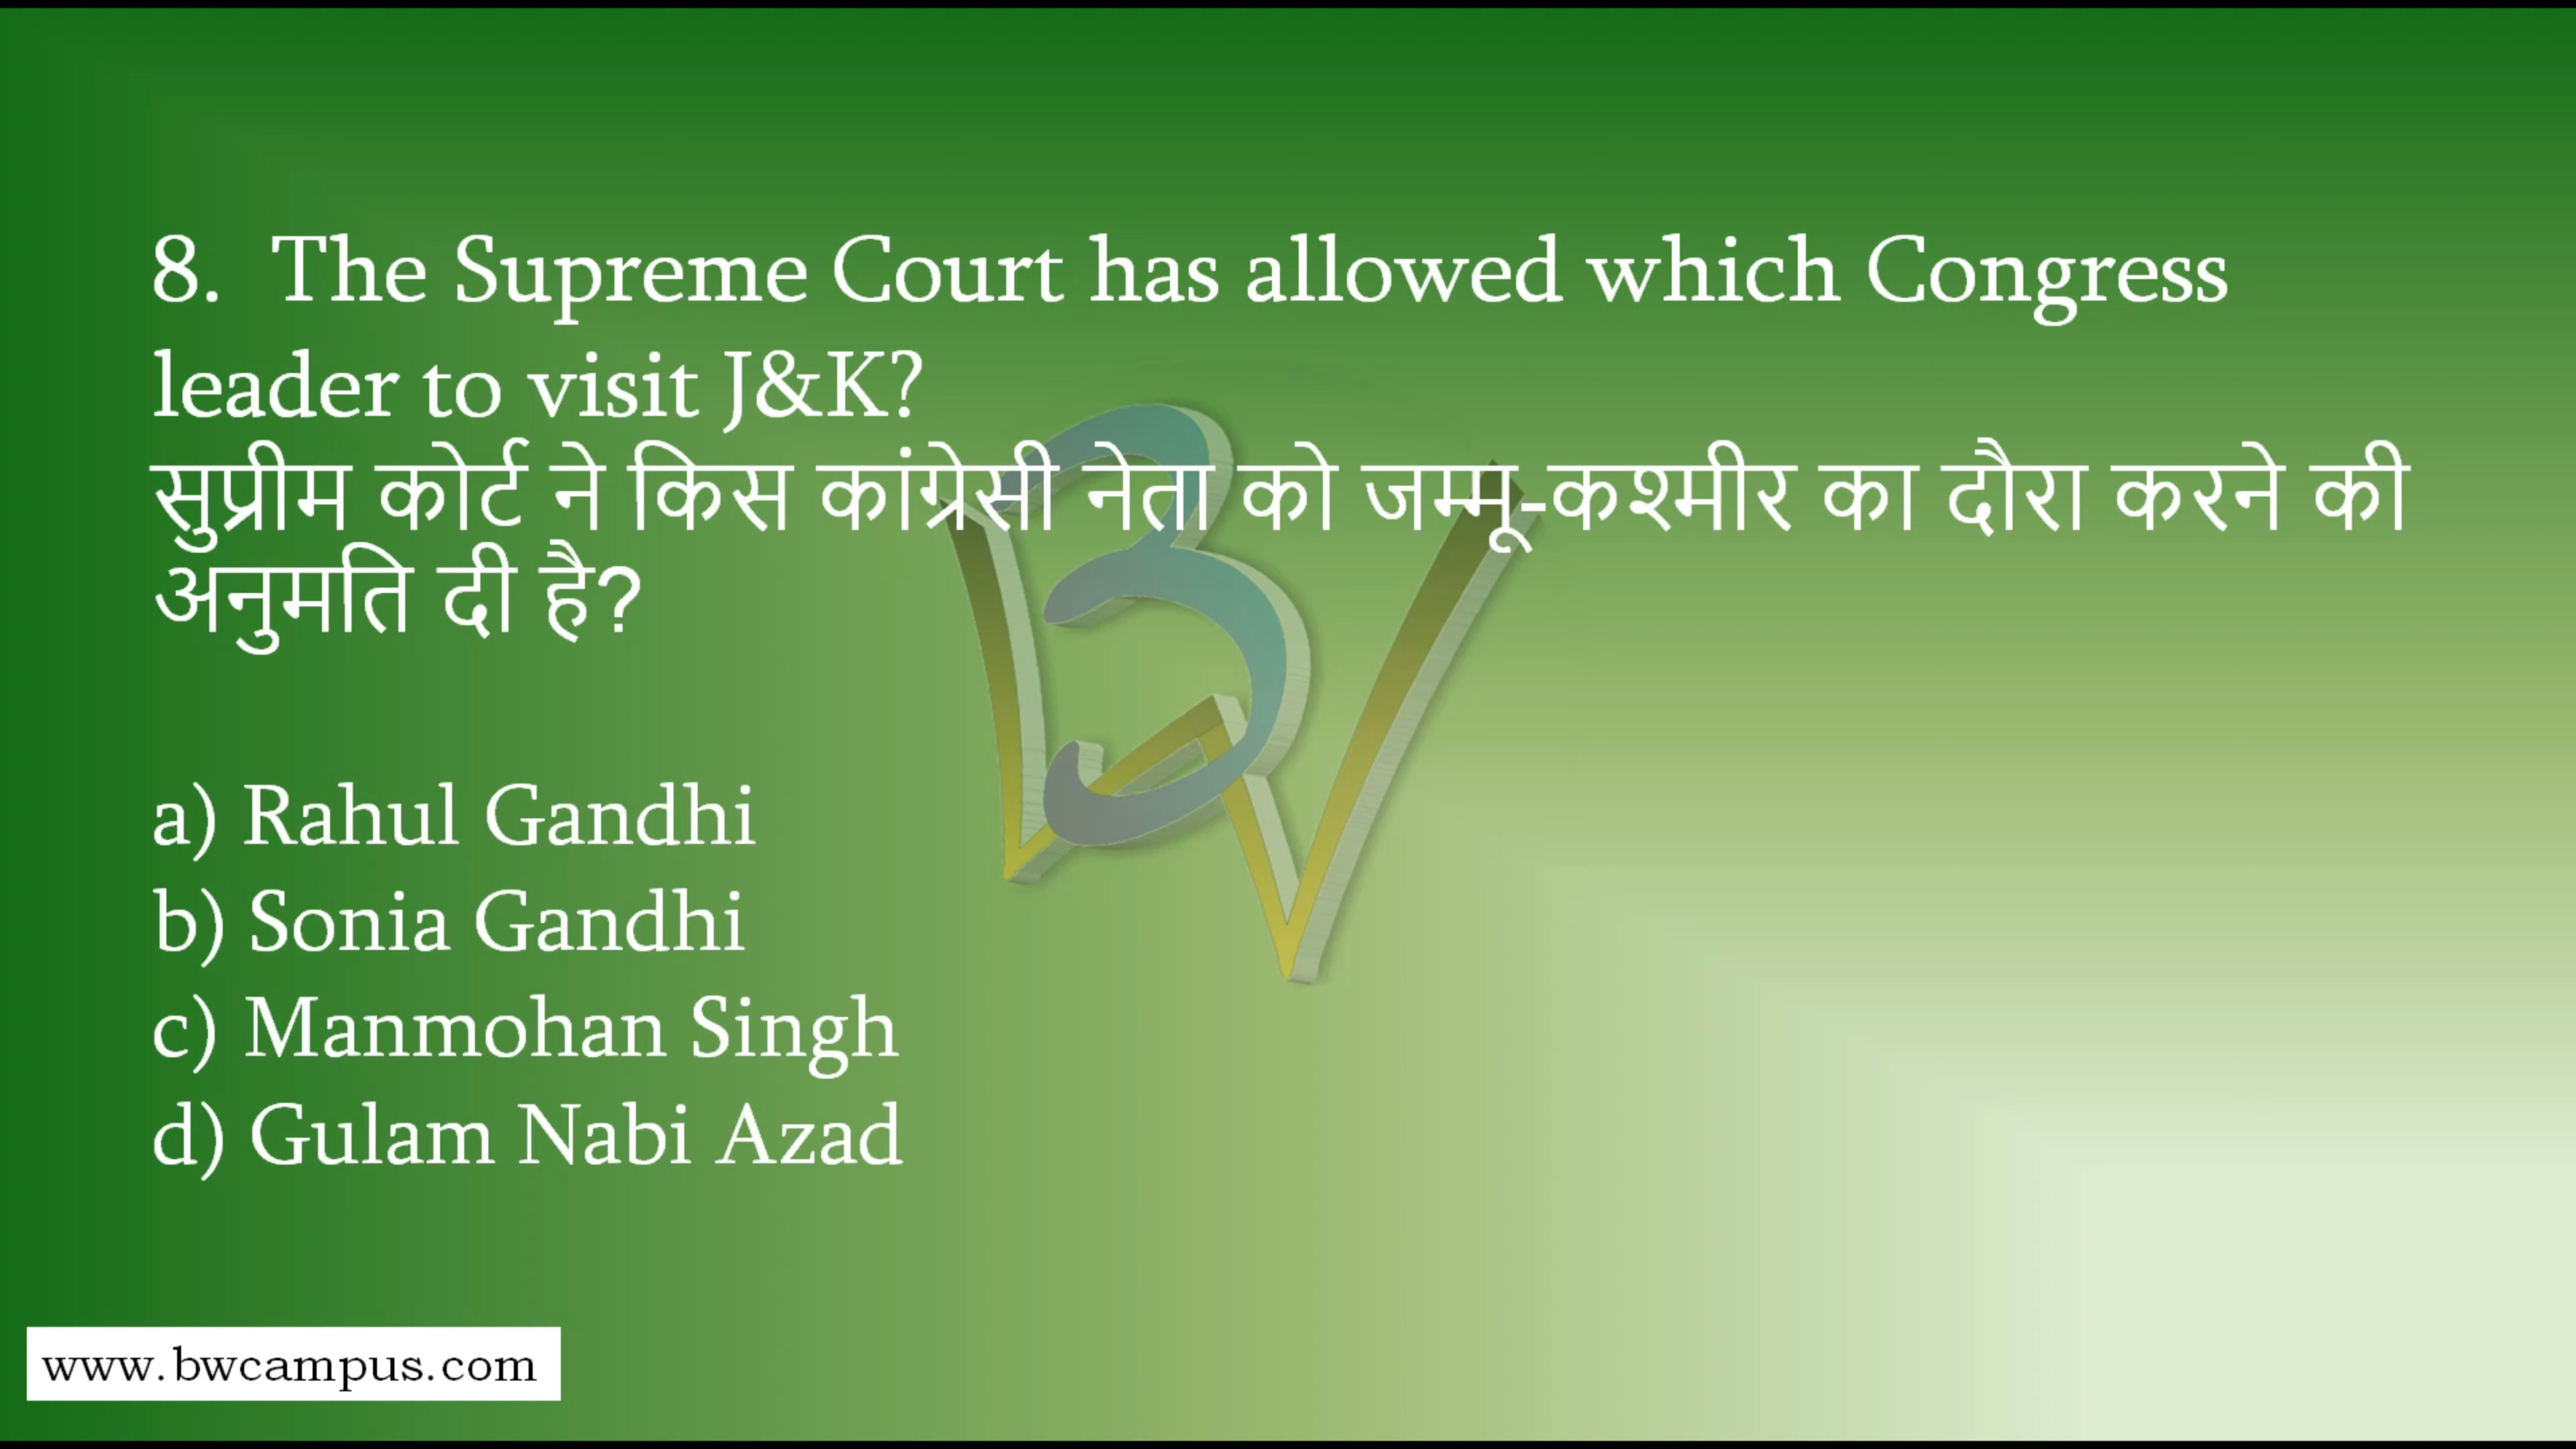 8. The Supreme Court has allowed which Congress
leader to visit J&K?
सुप्रीम कोर्ट ने किस कांग्रेसी नेता को जम्मू-कश्मीर का दौरा करने की
अनुमति दी है?
a) Rahul Gandhi
b) Sonia Gandhi
c) Manmohan Singh
d) Gulam Nabi Azad
www.bwcampus.com